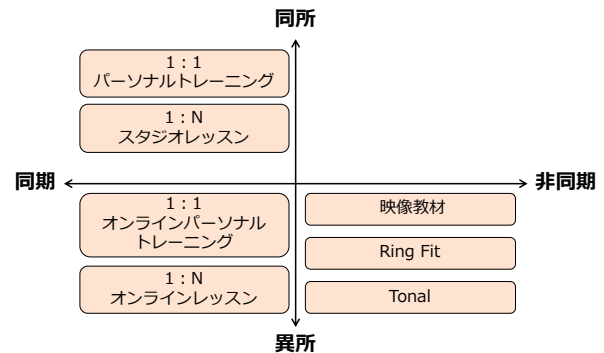 同所
1：1
パーソナルトレーニング
1：N
スタジオレッスン
同期
非同期
1：1
オンラインパーソナル
トレーニング
1：N
オンラインレッスン
映像教材
Ring Fit
Tonal
異所